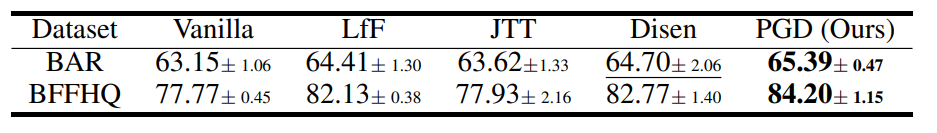 Dataset Vanilla LfF JTT Disen PGD (Ours)
BAR 63.15± 1.06 64.41± 1.30 63.62±1.33 64.70± 2.06 65.39± 0.47
BFFHQ 77.77± 0.45 82.13± 0.38 77.93± 2.16 82.77± 1.40 84.20± 1.15